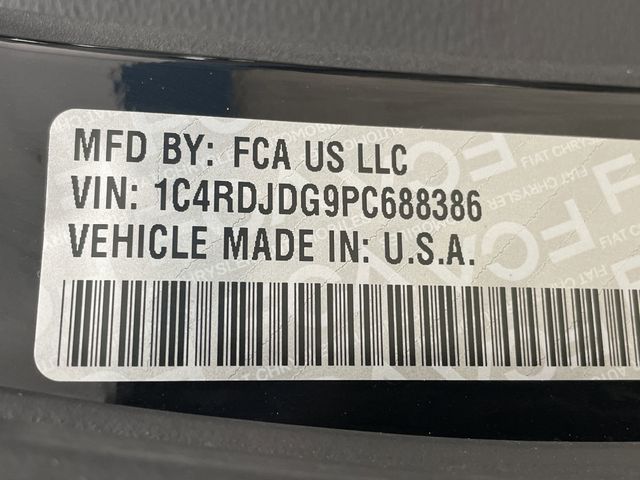 MFD BY: FCA US LLC
VIN: 1C4RDJDG9PC688386
VEHICLE MADE IN: U.S.A.